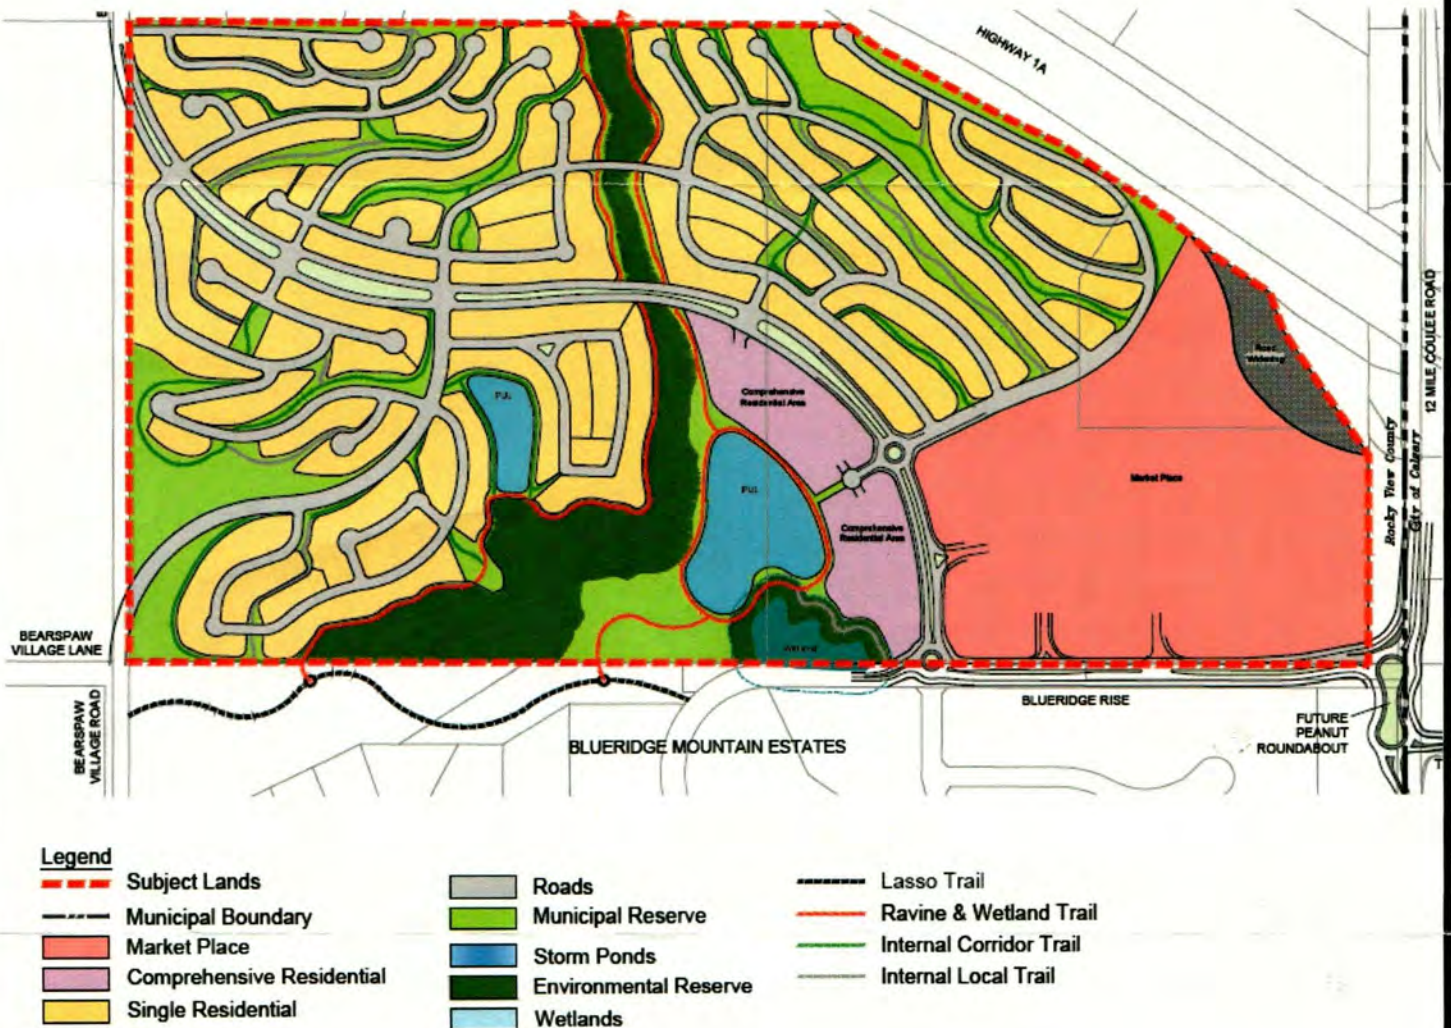 HIGHWAY 1A
12 MILE COULEE ROAD
Road
Widening
P.U.L.
Comprehensive
Residential Area
Rocky View County
City of Calgary
Market Place
P.U.L.
Comprehensive
Residential Area
Wetland
BEARSPAW
VILLAGE LANE
BEARSPAW
VILLAGE ROAD
BLUERIDGE RISE
BLUERIDGE MOUNTAIN ESTATES
FUTURE
PEANUT
ROUNDABOUT
T
Legend
Subject Lands
Municipal Boundary
Market Place
Comprehensive Residential
Single Residential
Roads
Municipal Reserve
Storm Ponds
Environmental Reserve
Wetlands
Lasso Trail
Ravine & Wetland Trail
Internal Corridor Trail
Internal Local Trail